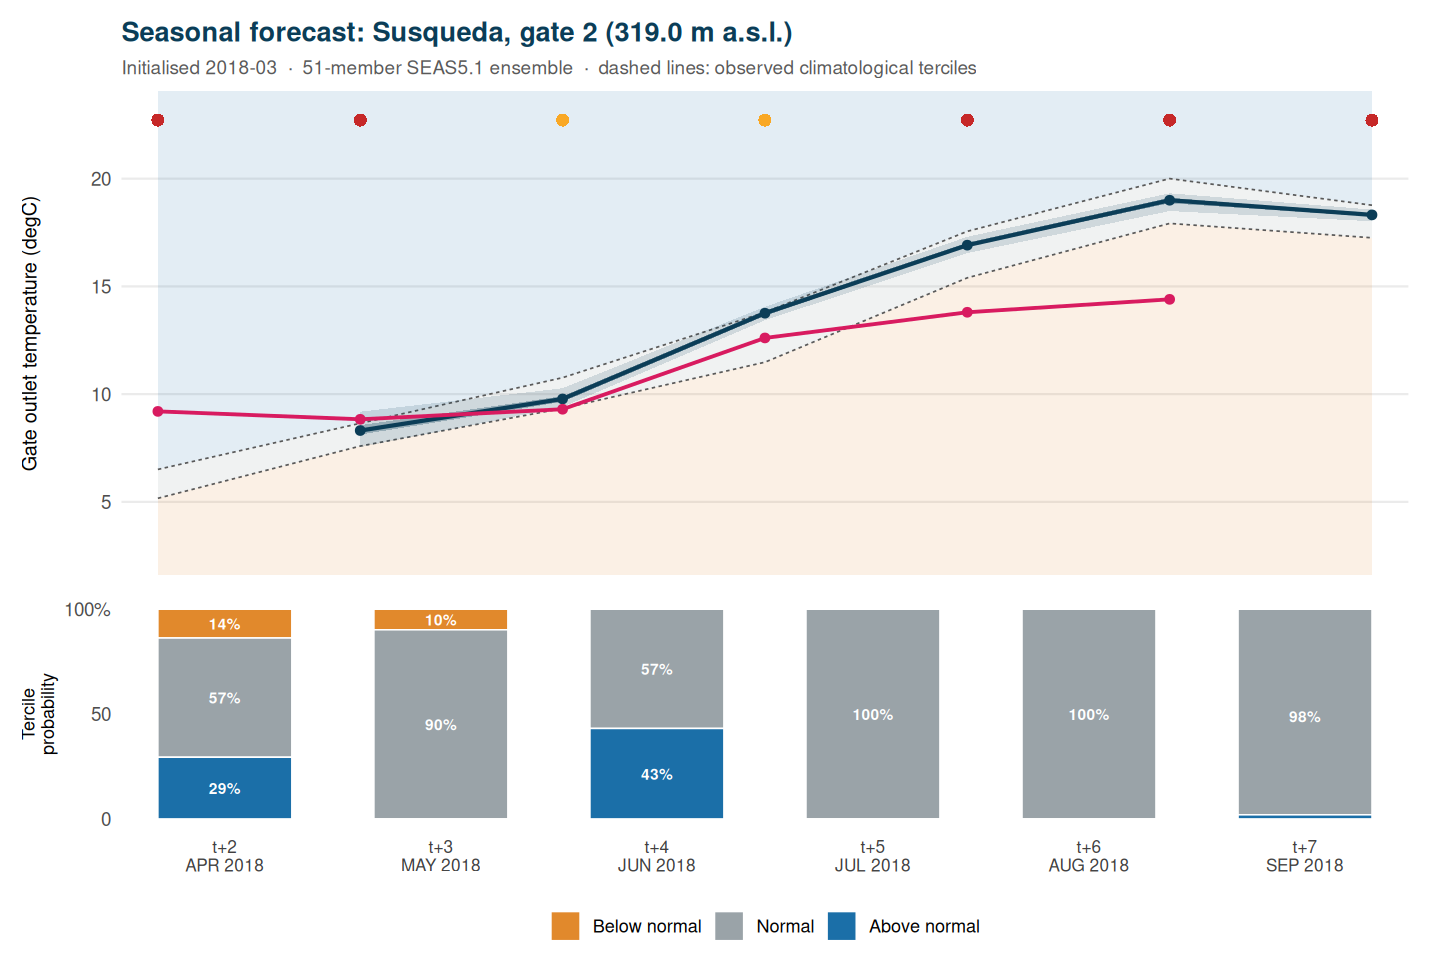 Seasonal forecast: Susqueda, gate 2 (319.0 m a.s.l.)
Initialised 2018-03 · 51-member SEAS5.1 ensemble · dashed lines: observed climatological terciles
Gate outlet temperature (degC)
20
15
10
5
Tercile
probability
100%
50
0
14%
57%
29%
10%
90%
57%
43%
100%
100%
98%
t+2
APR 2018
t+3
MAY 2018
t+4
JUN 2018
t+5
JUL 2018
t+6
AUG 2018
t+7
SEP 2018
Below normal
Normal
Above normal